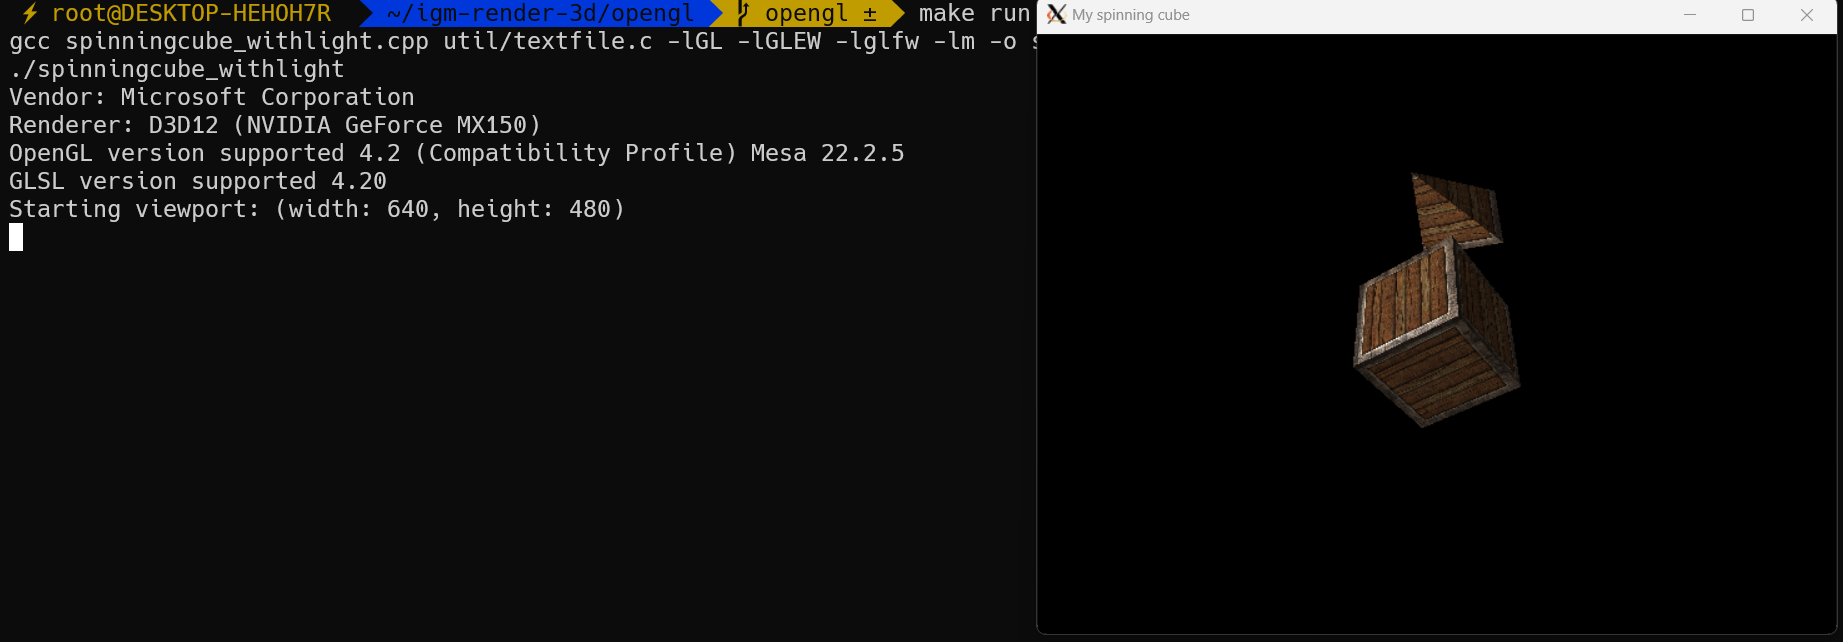 ⚡ root@DESKTOP-HEHOH7R ~/igm-render-3d/opengl opengl ± make run
gcc spinningcube_withlight.cpp util/textfile.c -lGL -lGLEW -lglfw -lm -o
./spinningcube_withlight
Vendor: Microsoft Corporation
Renderer: D3D12 (NVIDIA GeForce MX150)
OpenGL version supported 4.2 (Compatibility Profile) Mesa 22.2.5
GLSL version supported 4.20
Starting viewport: (width: 640, height: 480)
My spinning cube